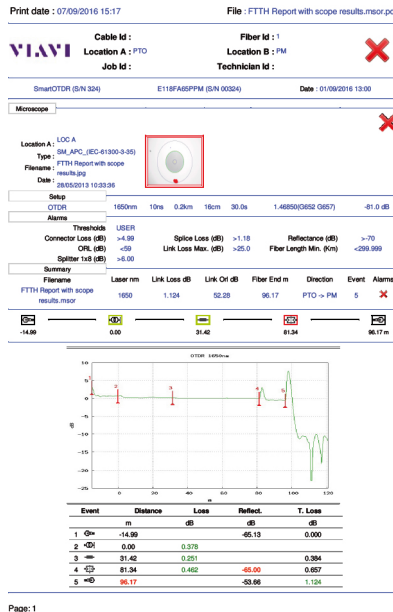 Print date : 07/09/2016 15:17 File : FTTH Report with scope results.msor.pd
VIAVI
Cable Id : Fiber Id : 1
Location A : PTO Location B : PM
Job Id : Technician Id :
SmartOTDR (S/N 324) E118FA65PPM (S/N 00324) Date : 01/09/2016 13:00
Microscope
Location A : LOC A
Type : SM_APC_(IEC-61300-3-35)
Filename : FTTH Report with scope results.jpg
Date : 28/05/2013 10:33:36
Setup
OTDR 1650nm 10ns 0.2km 16cm 30.0s 1.46850(G652 G657) -81.0 dB
Alarms
Thresholds USER
Connector Loss (dB) >4.99 Splice Loss (dB) >1.18 Reflectance (dB) >-70
ORL (dB) <59 Link Loss Max. (dB) >25.0 Fiber Length Min. (Km) <299.999
Splitter 1x8 (dB) >6.00
Summary
Filename Laser nm Link Loss dB Link Orl dB Fiber End m Direction Event Alarms
FTTH Report with scope results.msor 1650 1.124 52.28 96.17 PTO -> PM 5
-14.99 0.00 31.42 81.34 96.17 m
OTDR 1650nm
10
5
0
-5
-10
-15
-20
-25
dB
1 2 3 4 5
0 20 40 60 80 100 120
m
Event Distance Loss Reflect. T. Loss
m dB dB dB
1 -14.99 -65.13 0.000
2 0.00 0.378
3 31.42 0.251 0.384
4 81.34 0.462 -65.00 0.657
5 96.17 -53.66 1.124
Page: 1